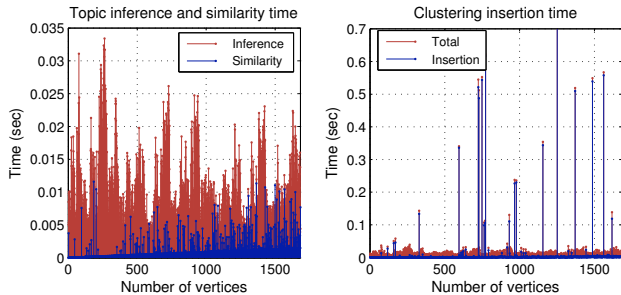 Topic inference and similarity time
0.035
0.03
0.025
0.02
0.015
0.01
0.005
0
Time (sec)
Inference
Similarity
0
500
1000
1500
Number of vertices
Clustering insertion time
0.7
0.6
0.5
0.4
0.3
0.2
0.1
0
Time (sec)
Total
Insertion
0
500
1000
1500
Number of vertices